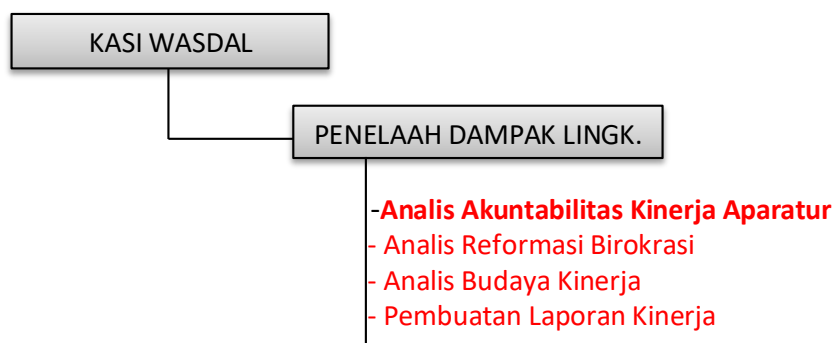 KASI WASDAL
PENELAAH DAMPAK LINGK.
-Analis Akuntabilitas Kinerja Aparatur
- Analis Reformasi Birokrasi
- Analis Budaya Kinerja
- Pembuatan Laporan Kinerja